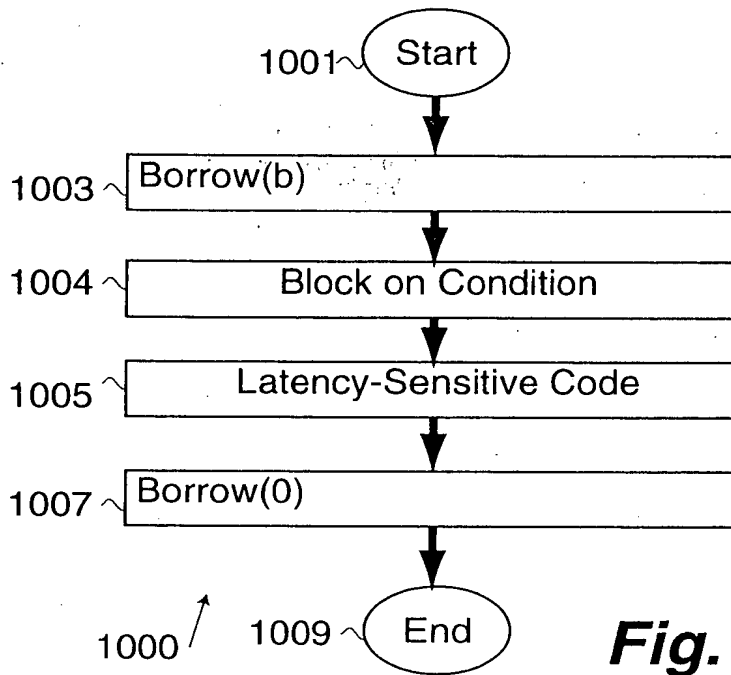 1001 Start
1003 Borrow(b)
1004 Block on Condition
1005 Latency-Sensitive Code
1007 Borrow(0)
1000 1009 End Fig.